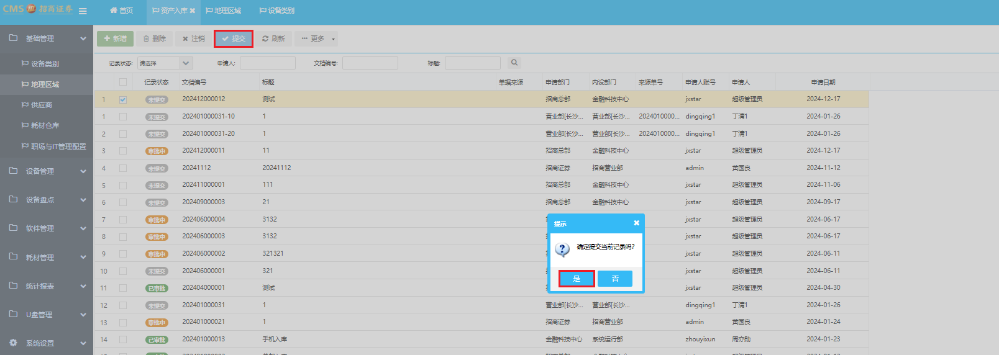 CMS 招商证券
首页 资产入库 地理区域 设备类别
基础管理
设备类别
地理区域
供应商
耗材仓库
职场与IT管理配置
设备管理
设备盘点
软件管理
耗材管理
统计报表
U盘管理
系统设置
新增 删除 注销 提交 刷新 更多
记录状态: 请选择 申请人: 文档编号: 标题:
记录状态 文档编号 标题 单据来源 申请部门 内设部门 来源单号 申请人账号 申请人 申请日期
1 未提交 202412000012 测试 招商总部 金融科技中心 jxstar 超级管理员 2024-12-17
1 未提交 202401000031-10 1 营业部[长沙... 营业部[长沙... 2024010000... dingqing1 丁清1 2024-01-26
2 未提交 202401000031-20 1 营业部[长沙... 营业部[长沙... 2024010000... dingqing1 丁清1 2024-01-26
3 审批中 202412000011 11 招商总部 金融科技中心 jxstar 超级管理员 2024-12-17
4 未提交 20241112 20241112 招商证券 招商营业部 admin 黄国良 2024-11-12
5 未提交 202411000001 111 招商总部 金融科技中心 jxstar 超级管理员 2024-11-06
6 未提交 202409000003 21 招商总部 金融科技中心 jxstar 超级管理员 2024-09-17
7 审批中 202406000004 3132 jxstar 超级管理员 2024-06-17
8 审批中 202406000003 3132 jxstar 超级管理员 2024-06-17
9 审批中 202406000002 321321 jxstar 超级管理员 2024-06-11
10 未提交 202406000001 321 jxstar 超级管理员 2024-06-11
11 已审批 202404000001 测试 jxstar 超级管理员 2024-04-30
12 未提交 202401000031 1 营业部[长沙... 营业部[长沙... dingqing1 丁清1 2024-01-26
13 审批中 202401000021 1 招商证券 招商营业部 admin 黄国良 2024-01-24
14 已审批 202401000013 手机入库 金融科技中心 系统运行部 zhouyixun 周亦勋 2024-01-23
提示
确定提交当前记录吗?
是 否